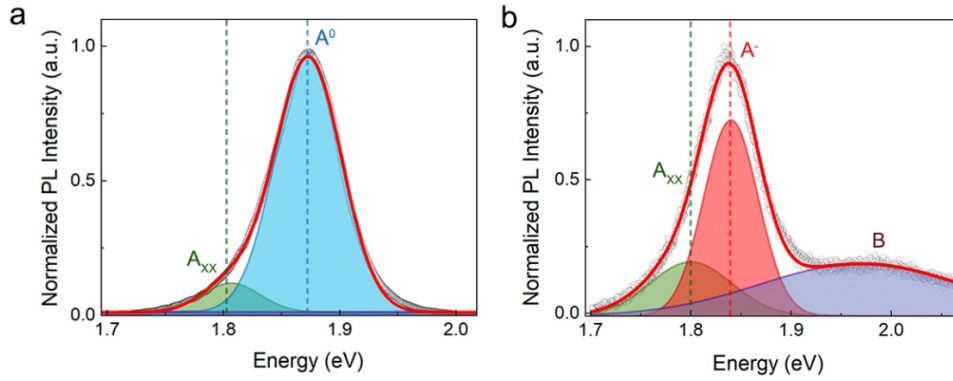 a
Normalized PL Intensity (a.u.)
1.0
0.5
0.0
A⁰
A_XX
1.7 1.8 1.9 2.0
Energy (eV)
b
Normalized PL Intensity (a.u.)
1.0
0.5
0.0
A⁻
A_XX
B
1.7 1.8 1.9 2.0
Energy (eV)